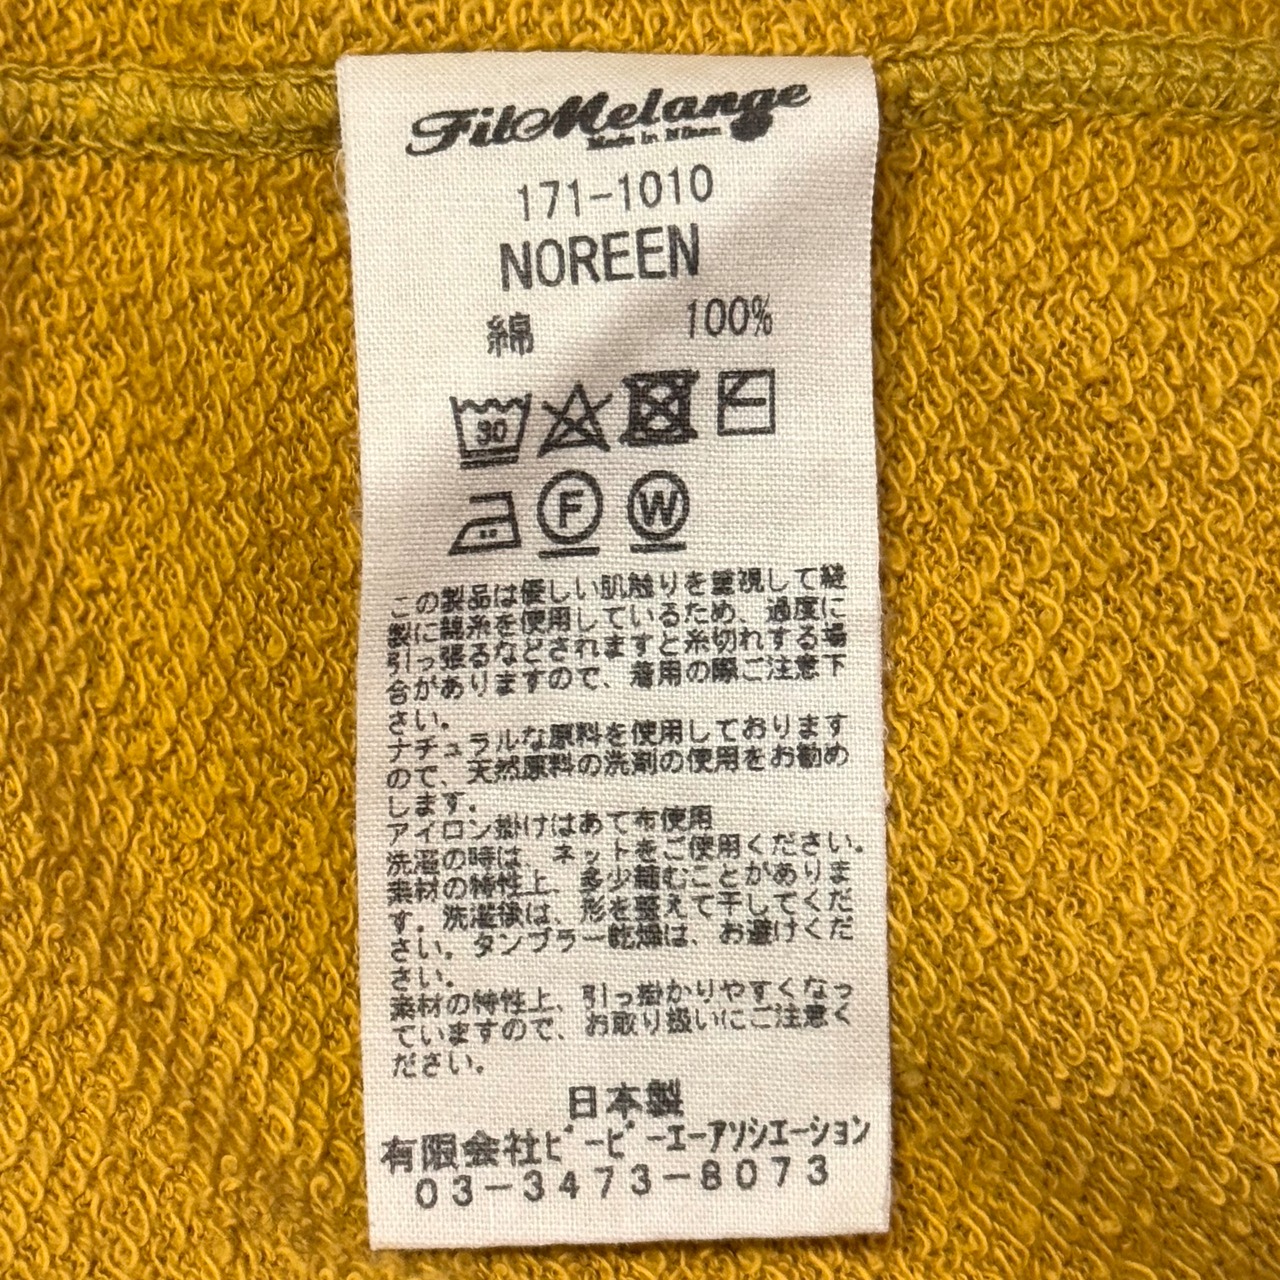 FilMelange
Made in Nihon
171-1010
NOREEN
綿 100%
30
F W
この製品は優しい肌触りを重視して縫
製に綿糸を使用しているため、過度に
引っ張るなどされますと糸切れする場
合がありますので、着用の際ご注意下
さい。
ナチュラルな原料を使用しております
ので、天然原料の洗剤の使用をお勧め
します。
アイロン掛けはあて布使用
洗濯の時は、ネットをご使用ください。
素材の特性上、多少縮むことがありま
す。洗濯後は、形を整えて干してくだ
さい。タンブラー乾燥は、お避けくだ
さい。
素材の特性上、引っ掛かりやすくなっ
ていますので、お取り扱いにご注意く
ださい。
日本製
有限会社ﾋﾞｰﾋﾞｰｴｰｱｿｼｴｰｼｮﾝ
03-3473-8073